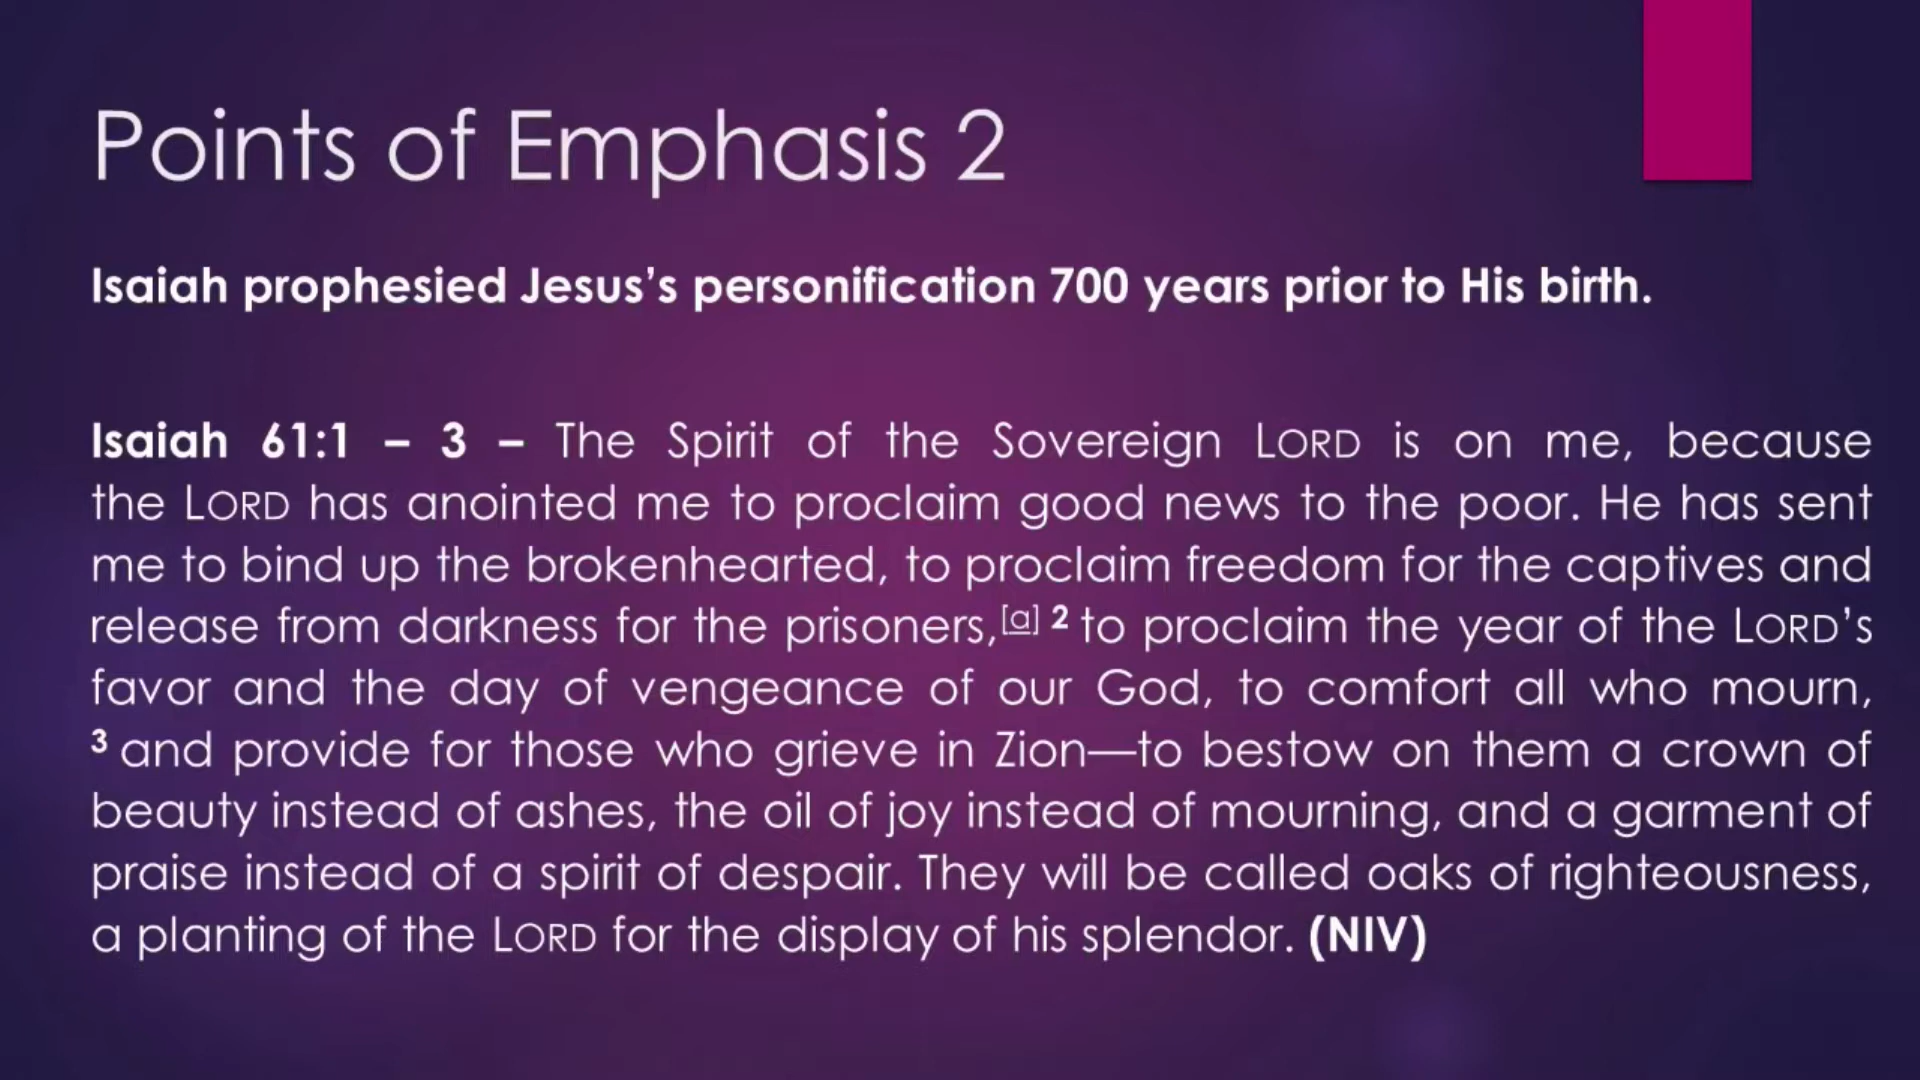 Points of Emphasis 2
Isaiah prophesied Jesus’s personification 700 years prior to His birth.
Isaiah 61:1 – 3 – The Spirit of the Sovereign LORD is on me, because
the LORD has anointed me to proclaim good news to the poor. He has sent
me to bind up the brokenhearted, to proclaim freedom for the captives and
release from darkness for the prisoners,[a] 2 to proclaim the year of the LORD’s
favor and the day of vengeance of our God, to comfort all who mourn,
3 and provide for those who grieve in Zion—to bestow on them a crown of
beauty instead of ashes, the oil of joy instead of mourning, and a garment of
praise instead of a spirit of despair. They will be called oaks of righteousness,
a planting of the LORD for the display of his splendor. (NIV)